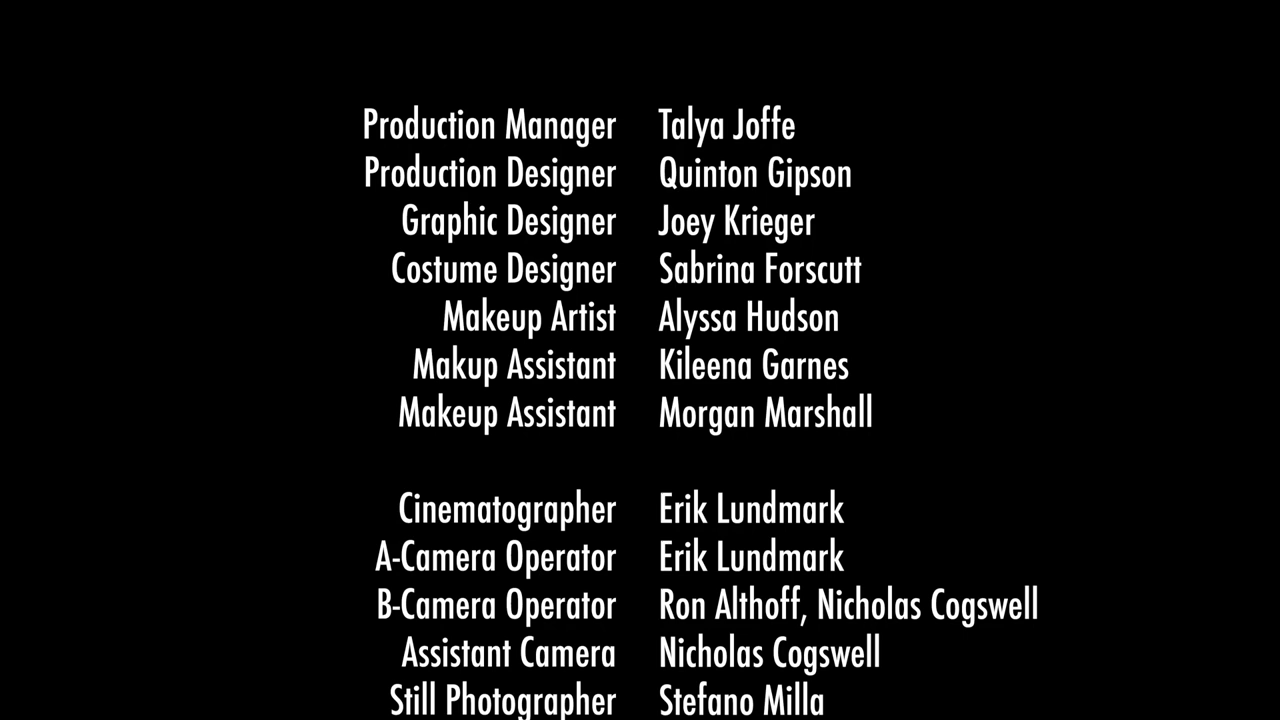 Production Manager Talya Joffe
Production Designer Quinton Gipson
Graphic Designer Joey Krieger
Costume Designer Sabrina Forscutt
Makeup Artist Alyssa Hudson
Makup Assistant Kileena Garnes
Makeup Assistant Morgan Marshall
Cinematographer Erik Lundmark
A-Camera Operator Erik Lundmark
B-Camera Operator Ron Althoff, Nicholas Cogswell
Assistant Camera Nicholas Cogswell
Still Photographer Stefano Milla